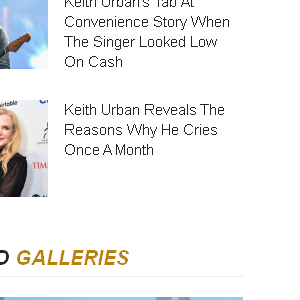 Keith Urban's Tab At
Convenience Story When
The Singer Looked Low
On Cash
Keith Urban Reveals The
Reasons Why He Cries
Once A Month
TIME
GALLERIES